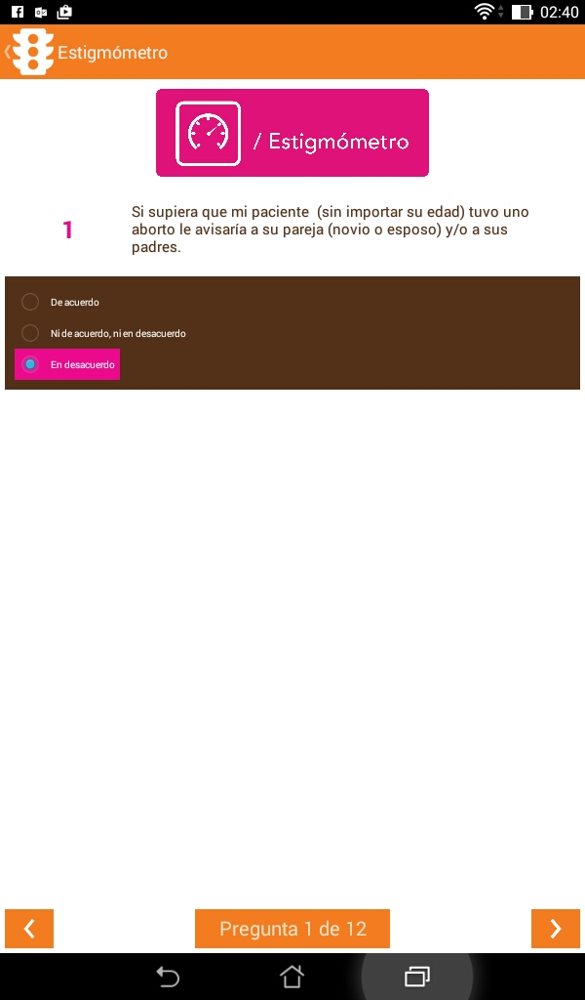 02:40
Estigmómetro
/ Estigmómetro
1
Si supiera que mi paciente (sin importar su edad) tuvo uno
aborto le avisaría a su pareja (novio o esposo) y/o a sus
padres.
De acuerdo
Ni de acuerdo, ni en desacuerdo
En desacuerdo
Pregunta 1 de 12